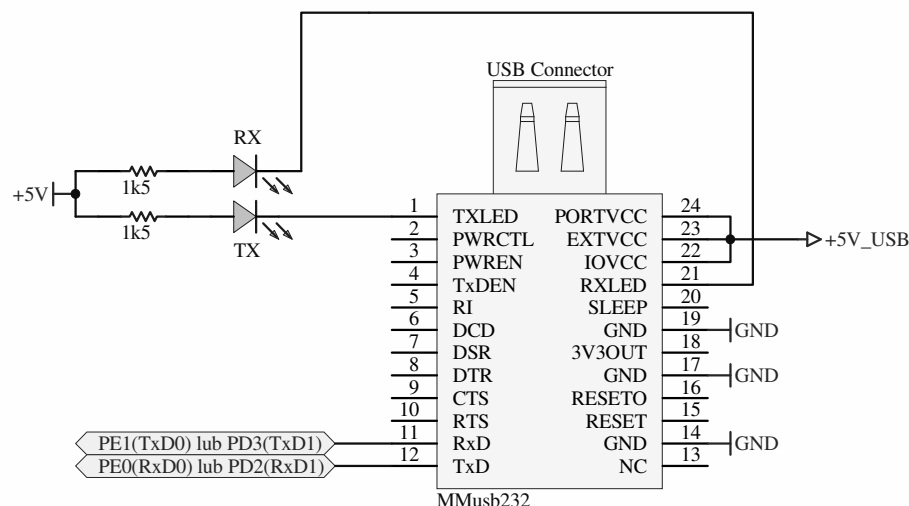 USB Connector
RX
+5V
1k5
1k5
TX
1 TXLED PORTVCC 24
2 PWRCTL EXTVCC 23
+5V_USB
3 PWREN IOVCC 22
4 TxDEN RXLED 21
5 RI SLEEP 20
6 DCD GND 19 GND
7 DSR 3V3OUT 18
8 DTR GND 17 GND
9 CTS RESETO 16
10 RTS RESET 15
PE1(TxD0) lub PD3(TxD1) 11 RxD GND 14 GND
PE0(RxD0) lub PD2(RxD1) 12 TxD NC 13
MMusb232